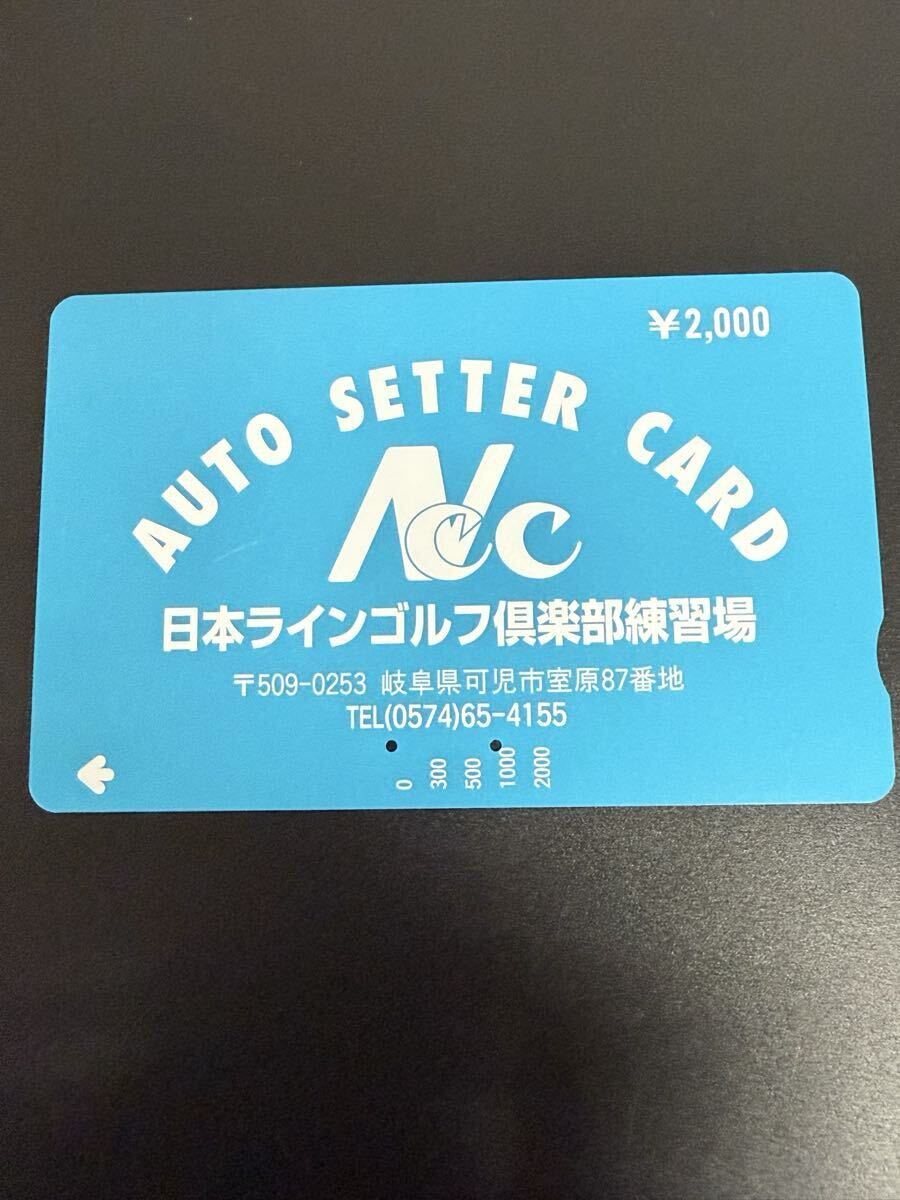 ¥2,000
AUTO SETTER CARD
Ncc
日本ラインゴルフ倶楽部練習場
〒509-0253 岐阜県可児市室原87番地
TEL(0574)65-4155
0 300 500 1000 2000